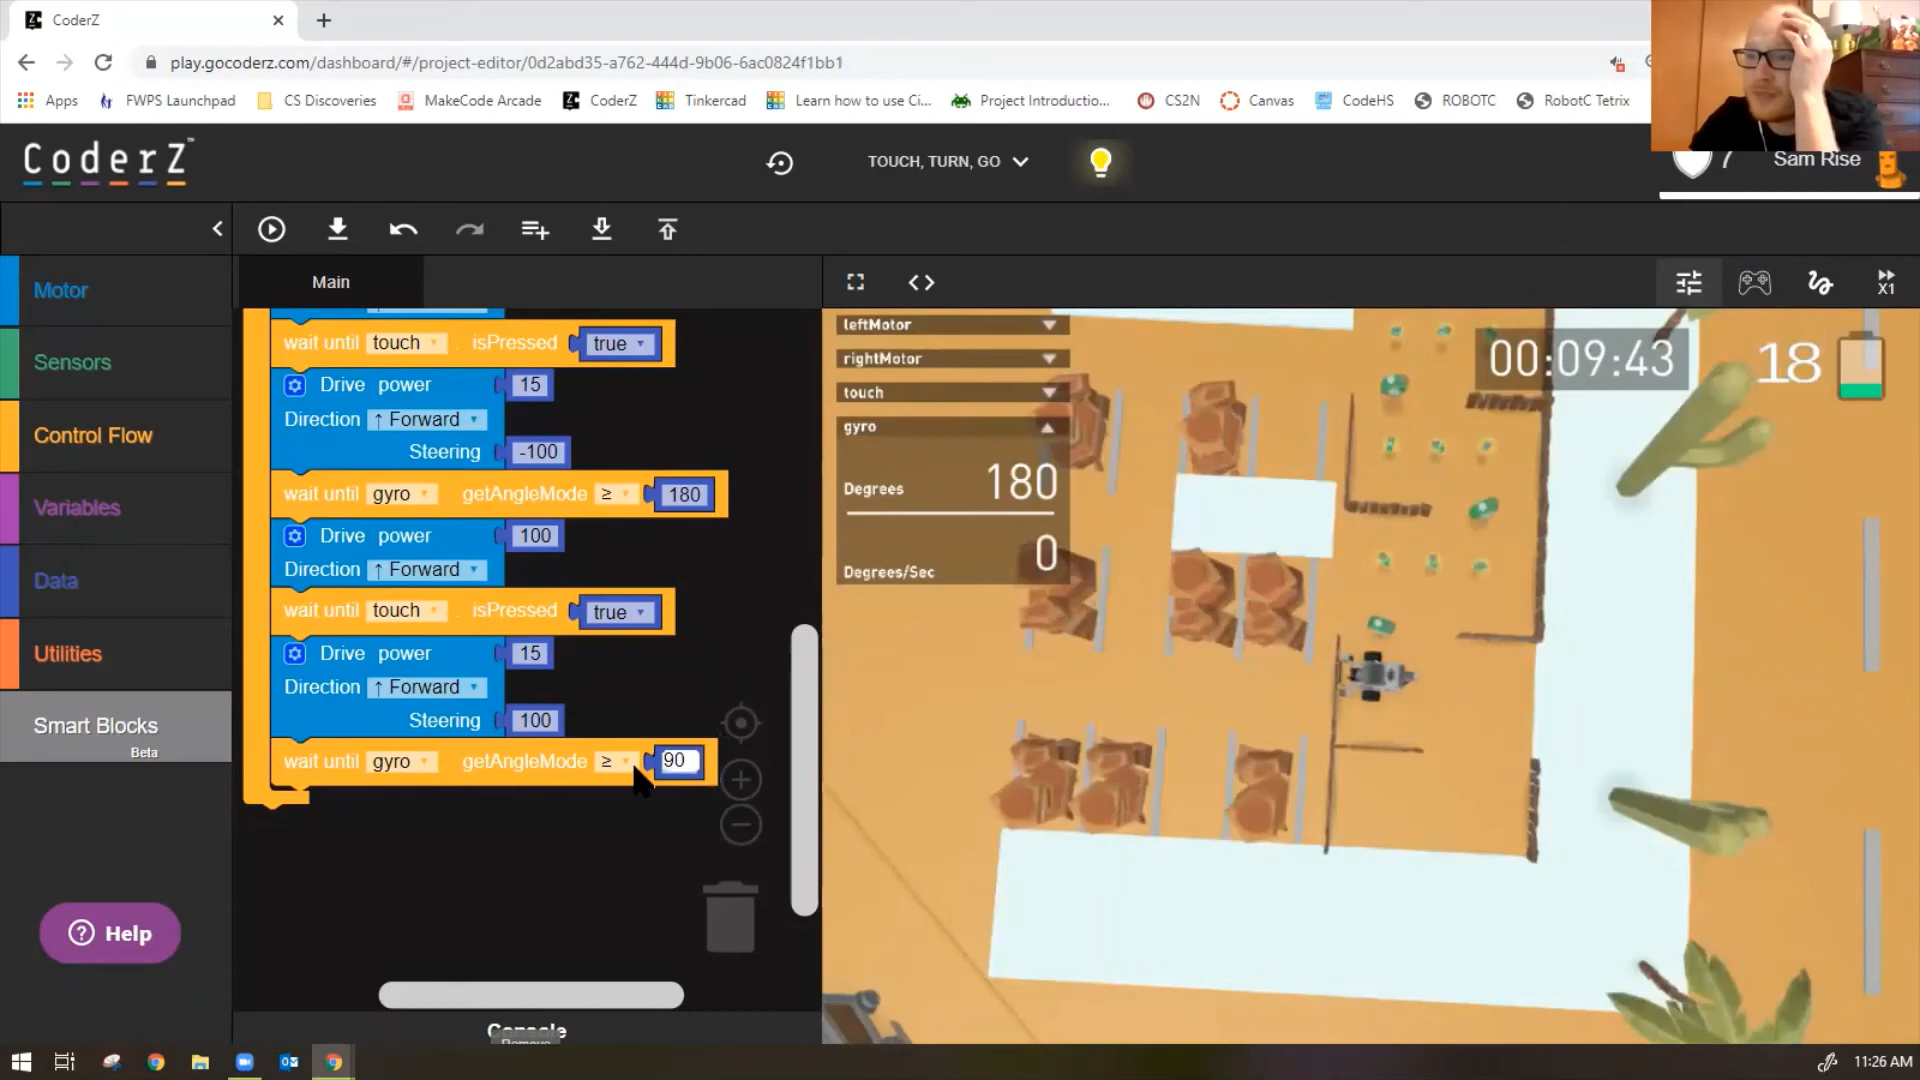 CoderZ
play.gocoderz.com/dashboard/#/project-editor/0d2abd35-a762-444d-9b06-6ac0824f1bb1
Apps FWPS Launchpad CS Discoveries MakeCode Arcade CoderZ Tinkercad Learn how to use Ci... Project Introductio... CS2N Canvas CodeHS ROBOTC RobotC Tetrix
CoderZ™ TOUCH, TURN, GO 7 Sam Rise
Main X1
Motor
Sensors
Control Flow
Variables
Data
Utilities
Smart Blocks
Beta
Help
wait until touch . isPressed true
Drive power 15
Direction ↑ Forward
Steering -100
wait until gyro getAngleMode ≥ 180
Drive power 100
Direction ↑ Forward
wait until touch . isPressed true
Drive power 15
Direction ↑ Forward
Steering 100
wait until gyro getAngleMode ≥ 90
Console
Remove
leftMotor
rightMotor
touch
gyro
Degrees 180
Degrees/Sec 0
00:09:43 18
11:26 AM